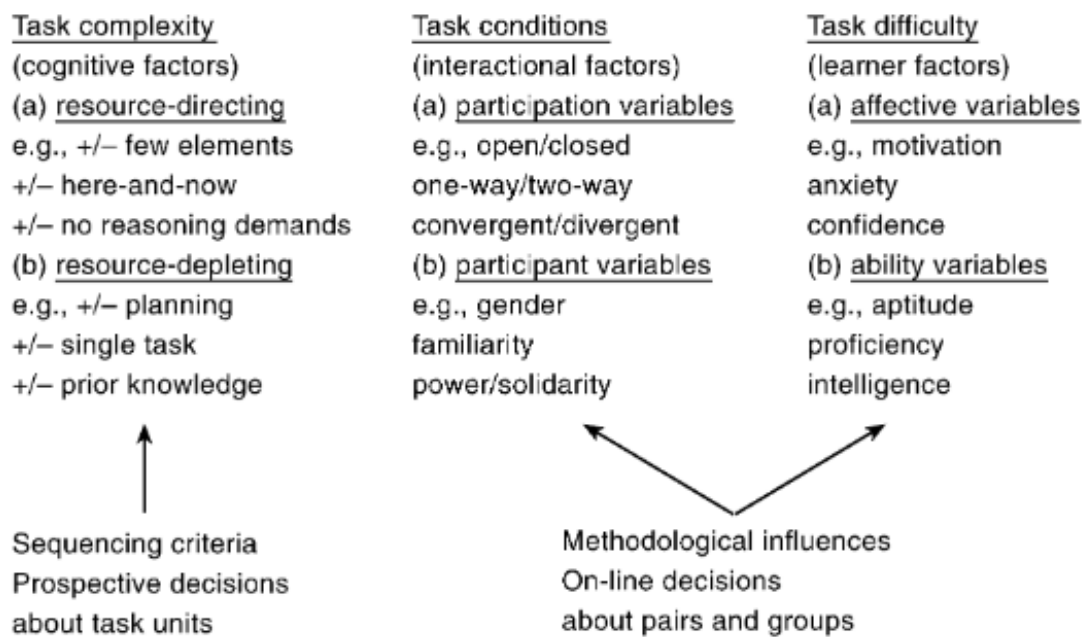 Task complexity
(cognitive factors)
(a) resource-directing
e.g., +/– few elements
+/– here-and-now
+/– no reasoning demands
(b) resource-depleting
e.g., +/– planning
+/– single task
+/– prior knowledge
Sequencing criteria
Prospective decisions
about task units
Task conditions
(interactional factors)
(a) participation variables
e.g., open/closed
one-way/two-way
convergent/divergent
(b) participant variables
e.g., gender
familiarity
power/solidarity
Task difficulty
(learner factors)
(a) affective variables
e.g., motivation
anxiety
confidence
(b) ability variables
e.g., aptitude
proficiency
intelligence
Methodological influences
On-line decisions
about pairs and groups